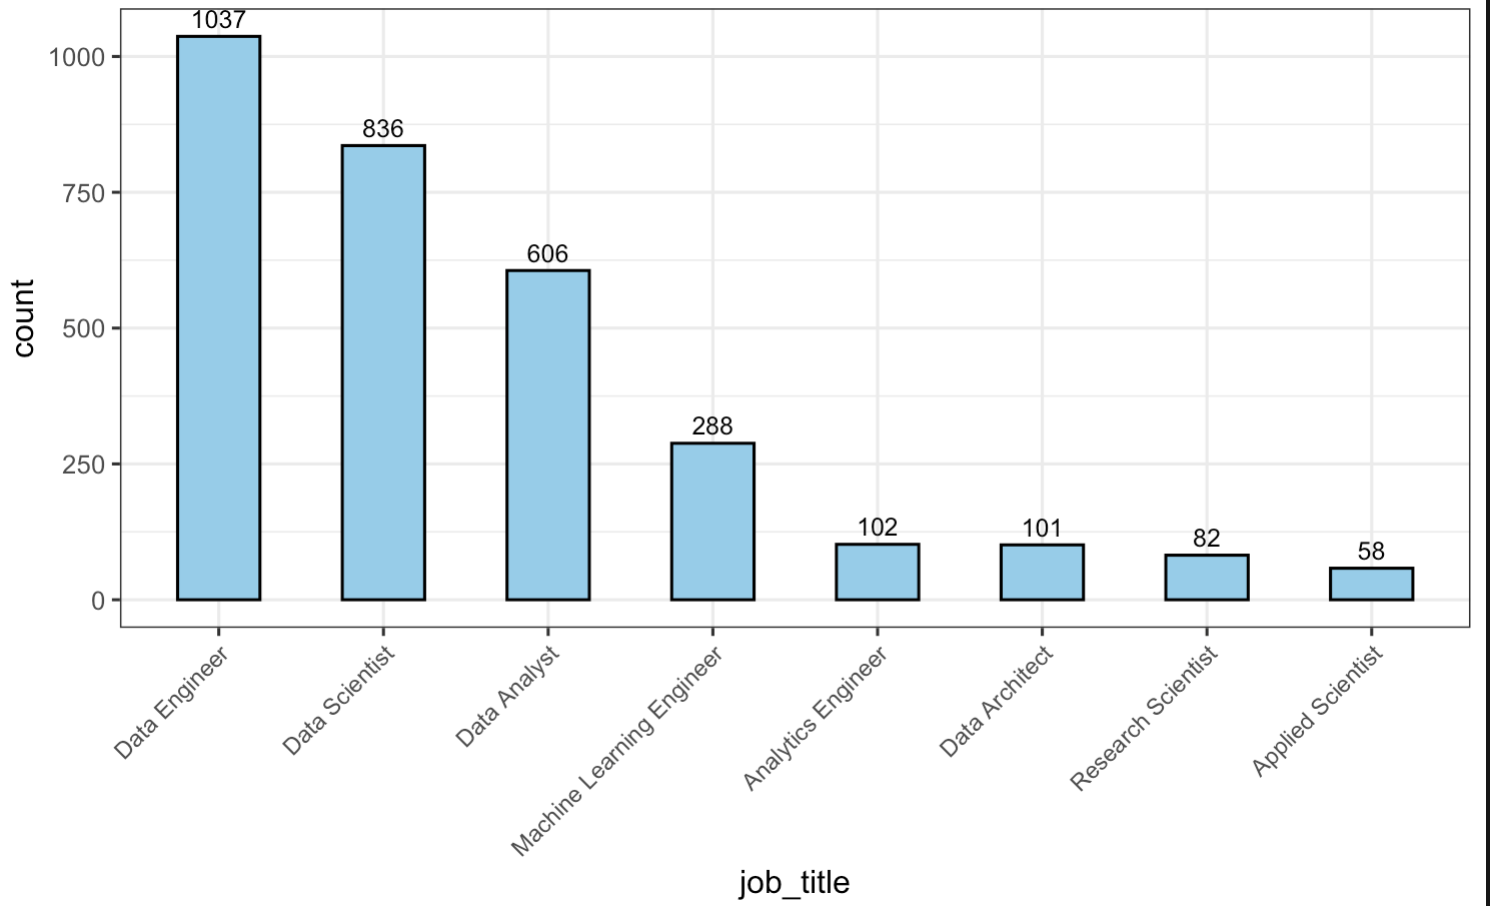 1037
836
606
288
102
101
82
58
1000
750
500
250
0
count
Data Engineer
Data Scientist
Data Analyst
Machine Learning Engineer
Analytics Engineer
Data Architect
Research Scientist
Applied Scientist
job_title